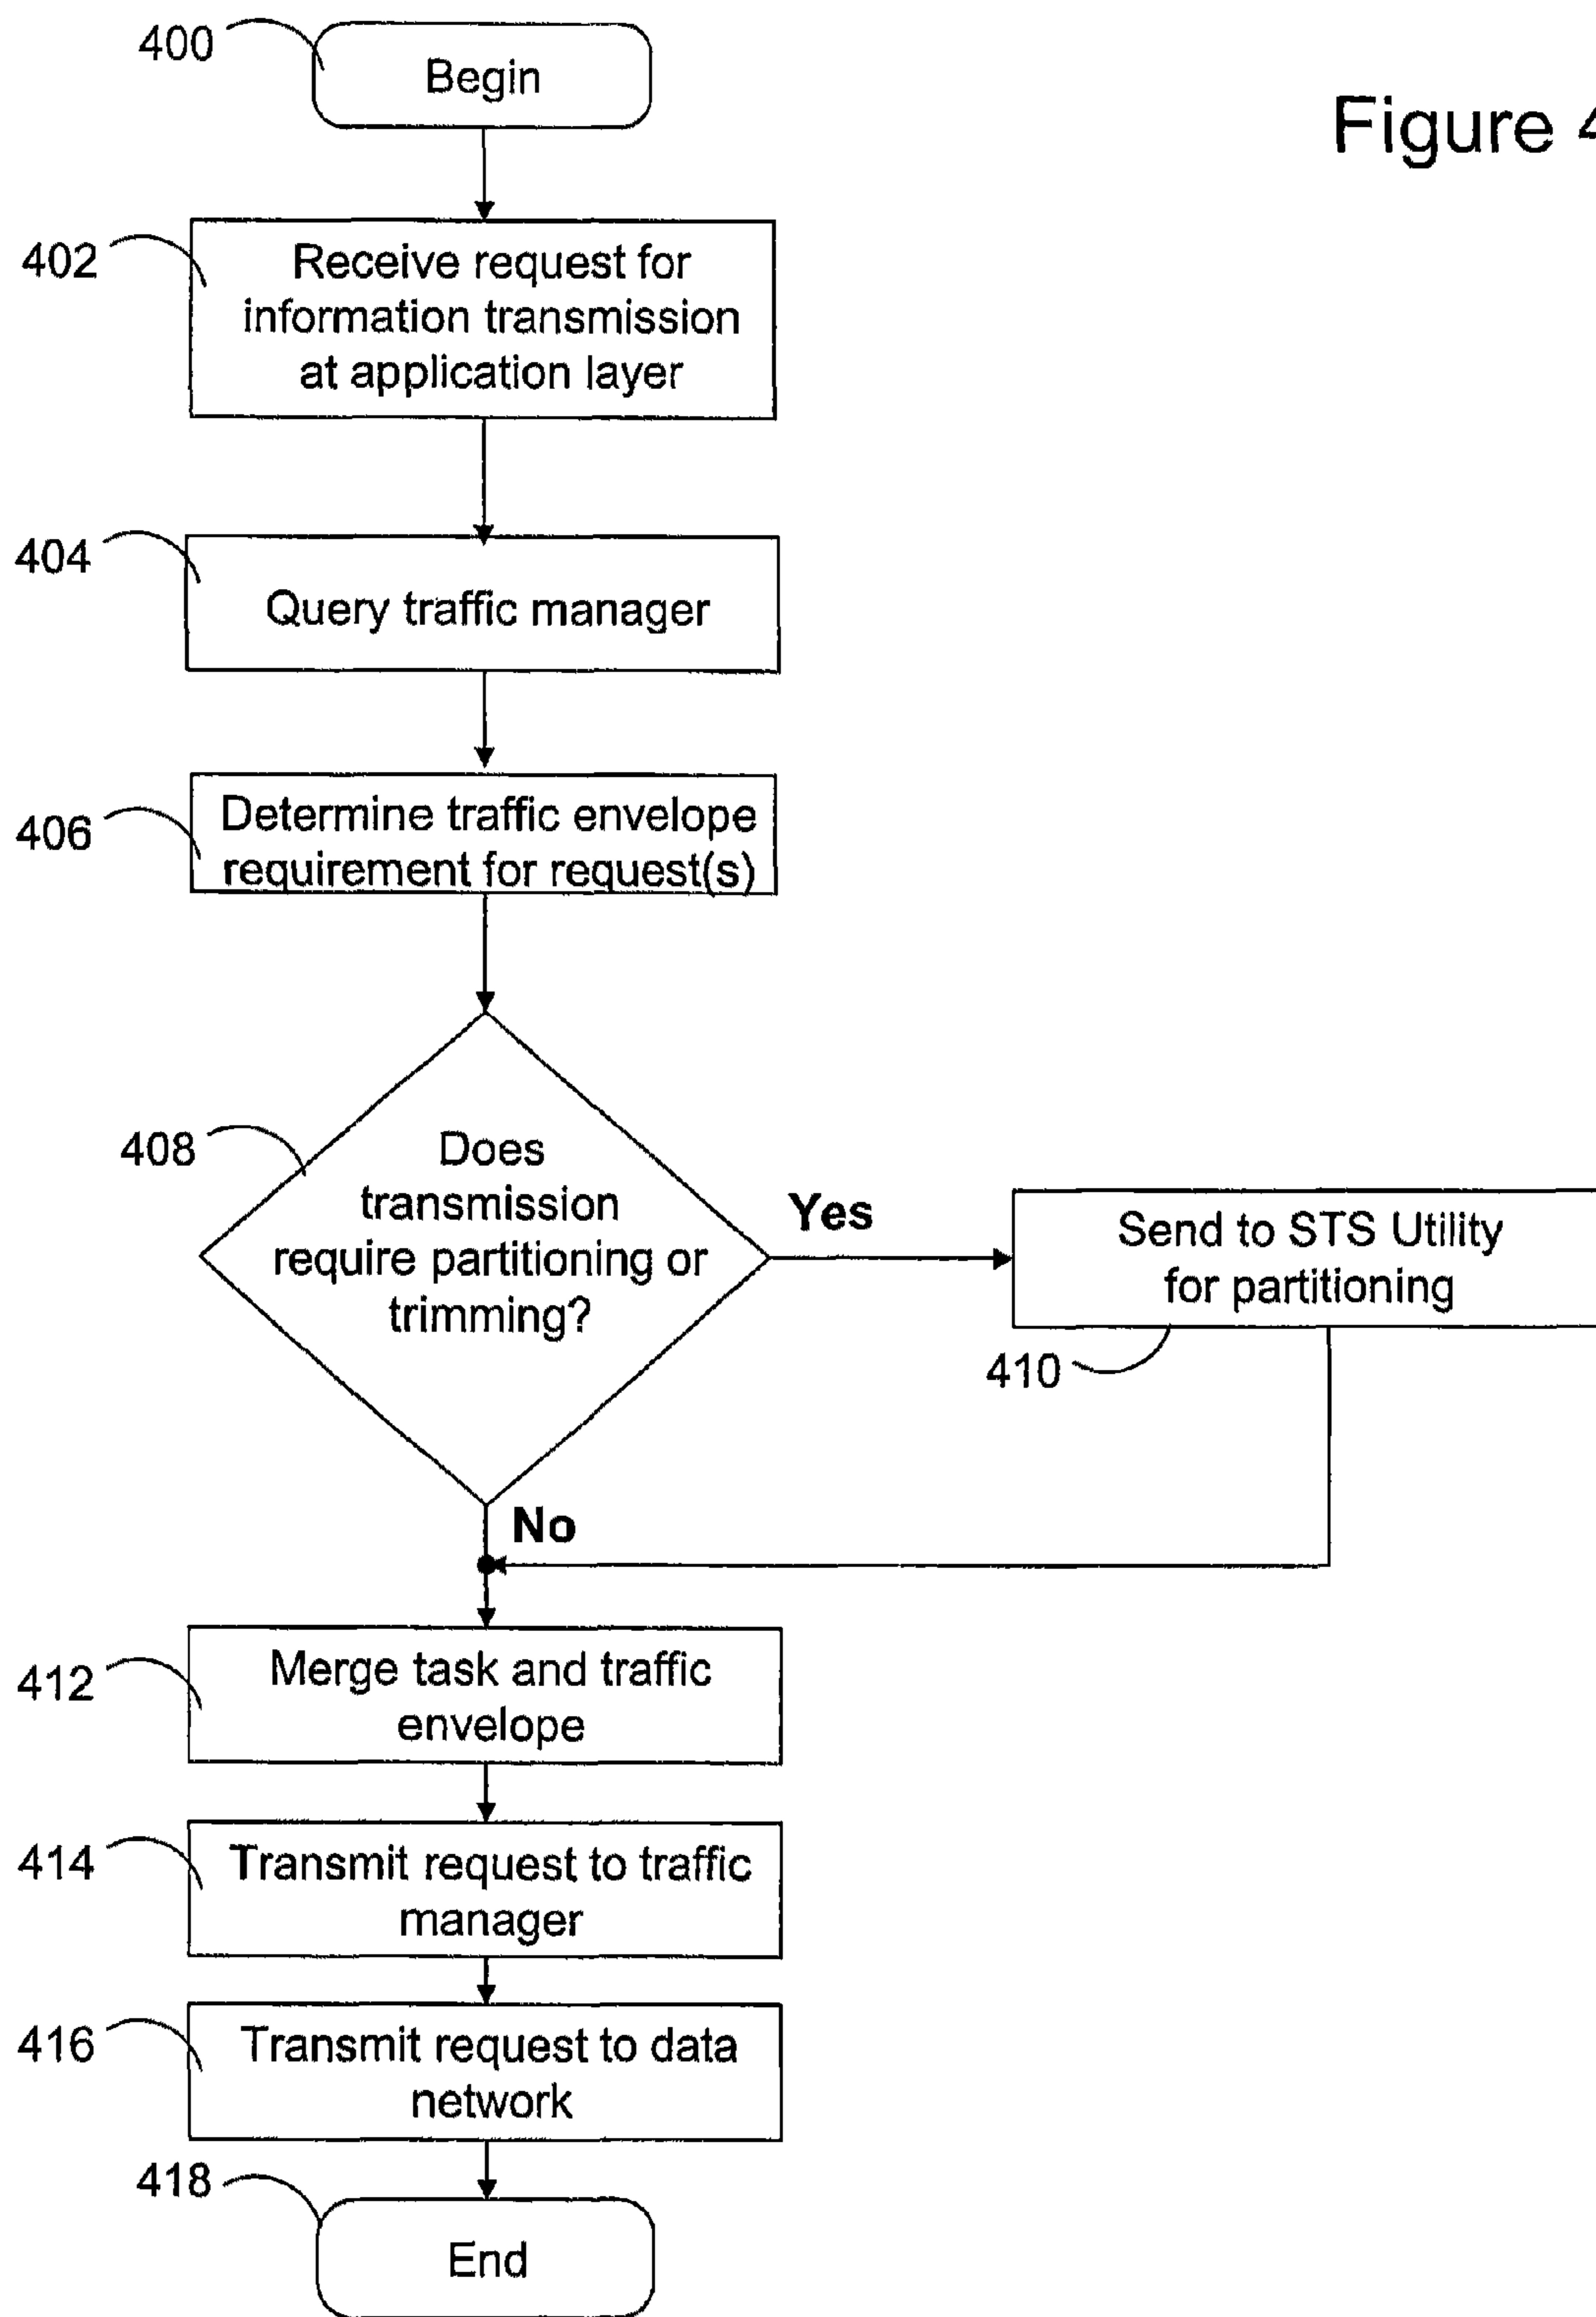 400
Begin
Figure 4
402
Receive request for
information transmission
at application layer
404
Query traffic manager
406
Determine traffic envelope
requirement for request(s)
408
Does
transmission
require partitioning or
trimming?
Yes
Send to STS Utility
for partitioning
410
No
412
Merge task and traffic
envelope
414
Transmit request to traffic
manager
416
Transmit request to data
network
418
End